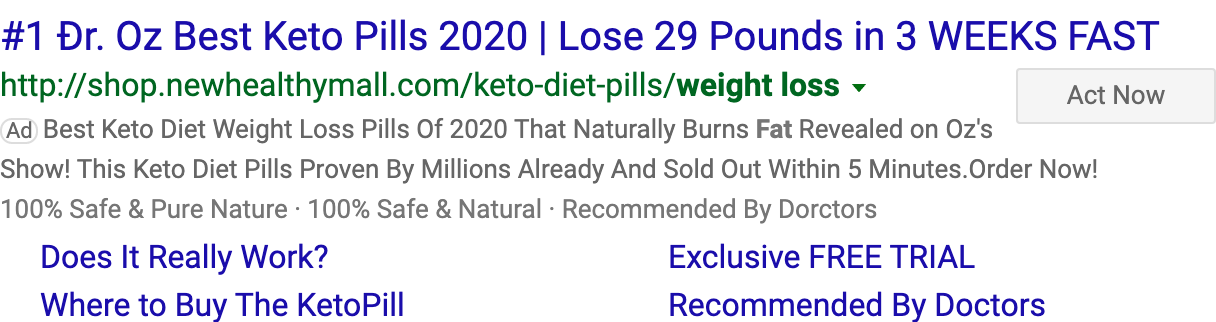 #1 Đr. Oz Best Keto Pills 2020 | Lose 29 Pounds in 3 WEEKS FAST
http://shop.newhealthymall.com/keto-diet-pills/weight loss
Act Now
Ad Best Keto Diet Weight Loss Pills Of 2020 That Naturally Burns Fat Revealed on Oz's
Show! This Keto Diet Pills Proven By Millions Already And Sold Out Within 5 Minutes.Order Now!
100% Safe & Pure Nature · 100% Safe & Natural · Recommended By Dorctors
Does It Really Work?
Exclusive FREE TRIAL
Where to Buy The KetoPill
Recommended By Doctors